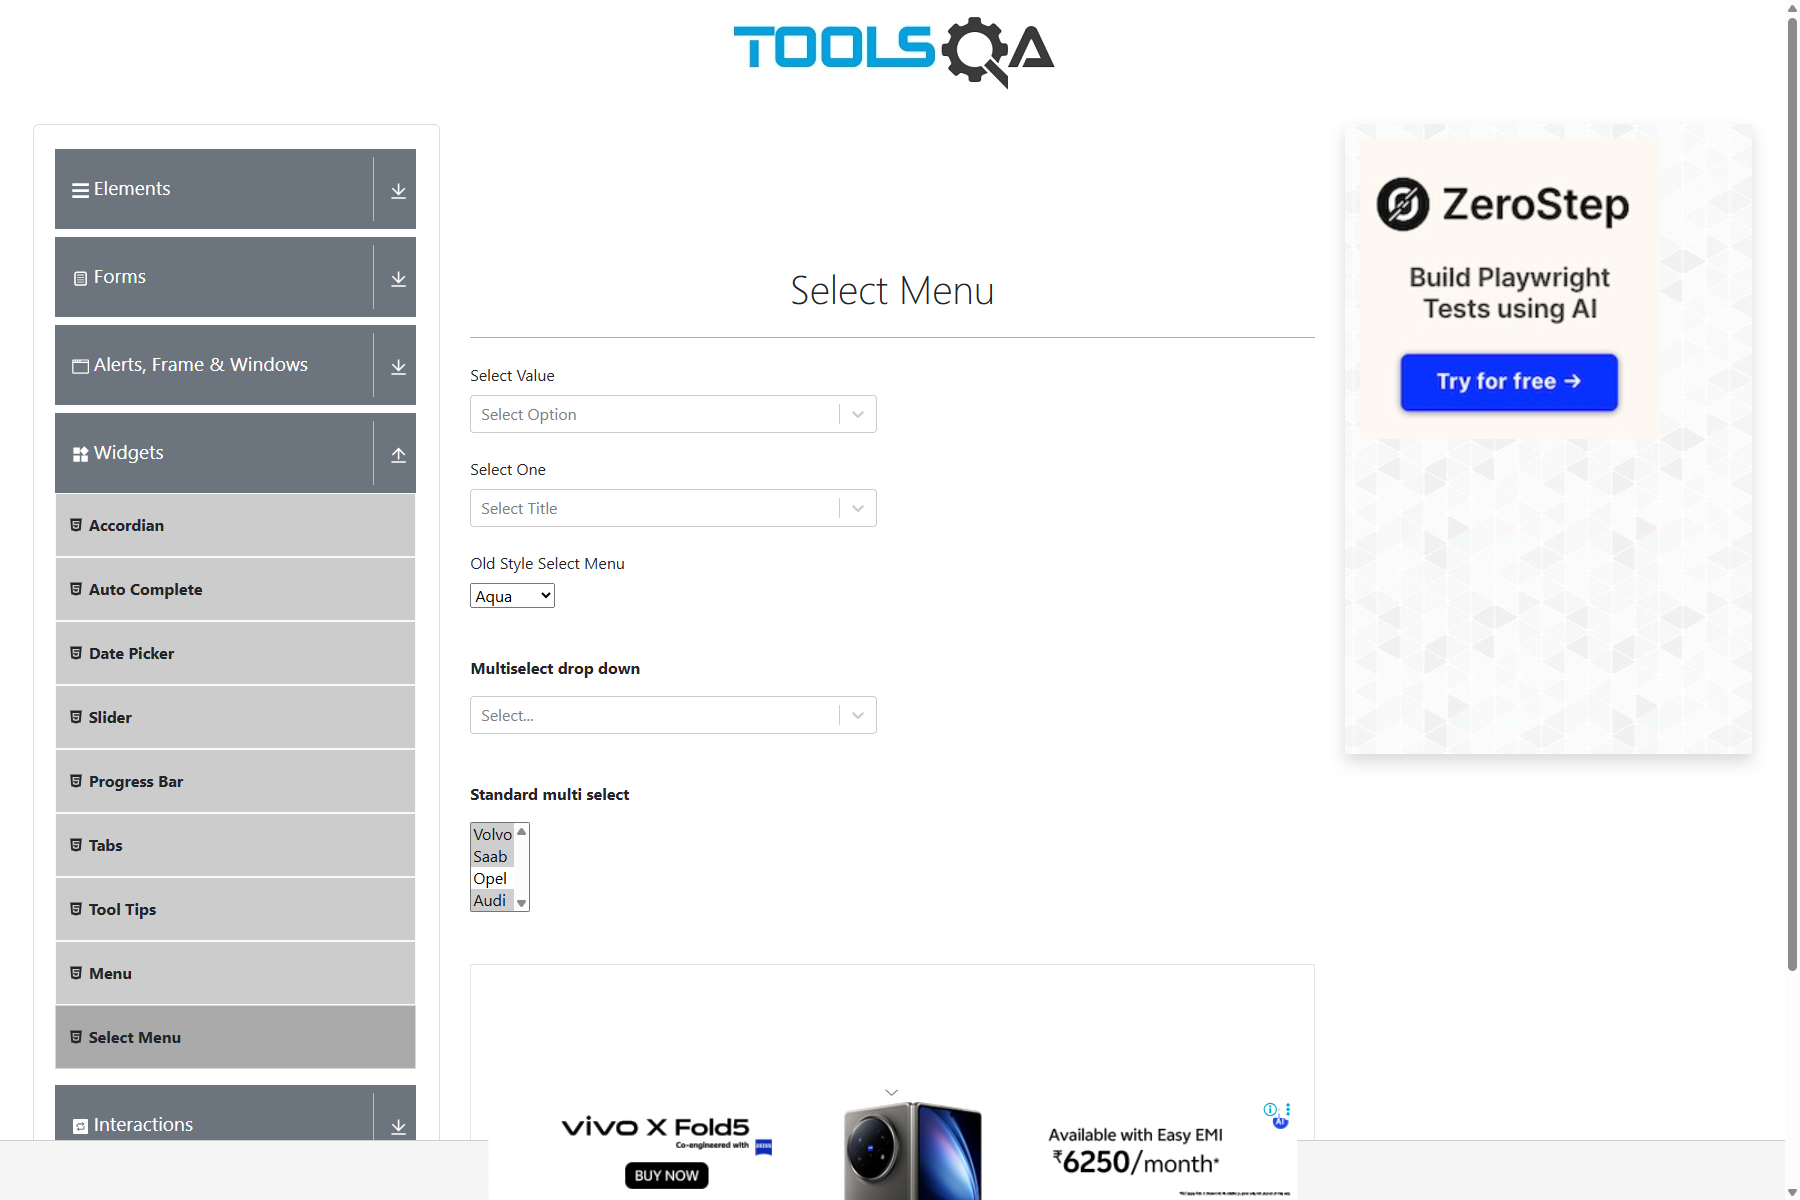 TOOLSQA
Elements
Forms
Alerts, Frame & Windows
Widgets
Accordian
Auto Complete
Date Picker
Slider
Progress Bar
Tabs
Tool Tips
Menu
Select Menu
Interactions
Select Menu
Select Value
Select Option
Select One
Select Title
Old Style Select Menu
Aqua
Multiselect drop down
Select...
Standard multi select
Volvo
Saab
Opel
Audi
ZeroStep
Build Playwright
Tests using AI
Try for free →
vivo X Fold5
Co-engineered with ZEISS
BUY NOW
Available with Easy EMI
₹6250/month*
AI